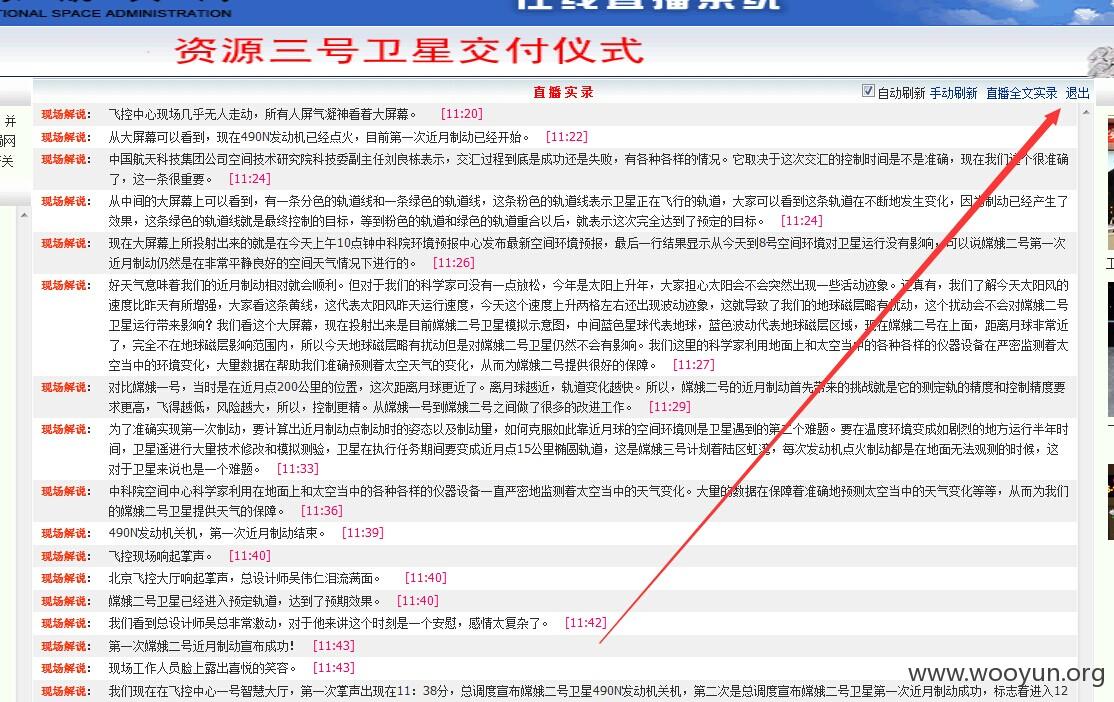 TIONAL SPACE ADMINISTRATION
在线直播系统
资源三号卫星交付仪式
直播实录
自动刷新 手动刷新 直播全文实录 退出
并
网
关
现场解说: 飞控中心现场几乎无人走动，所有人屏气凝神看着大屏幕。 [11:20]
现场解说: 从大屏幕可以看到，现在490N发动机已经点火，目前第一次近月制动已经开始。 [11:22]
现场解说: 中国航天科技集团公司空间技术研究院科技委副主任刘良栋表示，交汇过程到底是成功还是失败，有各种各样的情况。它取决于这次交汇的控制时间是不是准确，现在我们这个很准确
了，这一条很重要。 [11:24]
现场解说: 从中间的大屏幕上可以看到，有一条分色的轨道线和一条绿色的轨道线，这条粉色的轨道线表示卫星正在飞行的轨道，大家可以看到这条轨道在不断地发生变化，因为制动已经产生了
效果，这条绿色的轨道线就是最终控制的目标，等到粉色的轨道和绿色的轨道重合以后，就表示这次完全达到了预定的目标。 [11:24]
现场解说: 现在大屏幕上所投射出来的就是在今天上午10点钟中科院环境预报中心发布最新空间环境预报，最后一行结果显示从今天到8号空间环境对卫星运行没有影响，可以说嫦娥二号第一次
近月制动仍然是在非常平静良好的空间天气情况下进行的。 [11:26]
现场解说: 好天气意味着我们的近月制动相对就会顺利。但对于我们的科学家可没有一点放松，今年是太阳上升年，大家担心太阳会不会突然出现一些活动迹象。还真有，我们了解今天太阳风的
速度比昨天有所增强，大家看这条黄线，这代表太阳风昨天运行速度，今天这个速度上升两格左右还出现波动迹象，这就导致了我们的地球磁层略有扰动，这个扰动会不会对嫦娥二号
卫星运行带来影响？我们看这个大屏幕，现在投射出来是目前嫦娥二号卫星模拟示意图，中间蓝色星球代表地球，蓝色波动代表地球磁层区域，现在嫦娥二号在上面，距离月球非常近
了，完全不在地球磁层影响范围内，所以今天地球磁层略有扰动但是对嫦娥二号卫星仍然不会有影响。我们这里的科学家利用地面上和太空当中的各种各样的仪器设备在严密监测着太
空当中的环境变化，大量数据在帮助我们准确预测着太空天气的变化，从而为嫦娥二号提供很好的保障。 [11:27]
现场解说: 对比嫦娥一号，当时是在近月点200公里的位置，这次距离月球更近了。离月球越近，轨道变化越快。所以，嫦娥二号的近月制动首先带来的挑战就是它的测定轨的精度和控制精度要
求更高，飞得越低，风险越大，所以，控制更精。从嫦娥一号到嫦娥二号之间做了很多的改进工作。 [11:29]
现场解说: 为了准确实现第一次制动，要计算出近月制动点制动时的姿态以及制动量，如何克服如此靠近月球的空间环境则是卫星遇到的第二个难题。要在温度环境变成如剧烈的地方运行半年时
间，卫星遥进行大量技术修改和模拟测验，卫星在执行任务期间要变成近月点15公里椭圆轨道，这是嫦娥三号计划着陆区虹湾，每次发动机点火制动都是在地面无法观测的时候，这
对于卫星来说也是一个难题。 [11:33]
现场解说: 中科院空间中心科学家利用在地面上和太空当中的各种各样的仪器设备一直严密地监测着太空当中的天气变化。大量的数据在保障着准确地预测太空当中的天气变化等等，从而为我们
的嫦娥二号卫星提供天气的保障。 [11:36]
现场解说: 490N发动机关机，第一次近月制动结束。 [11:39]
现场解说: 飞控现场响起掌声。 [11:40]
现场解说: 北京飞控大厅响起掌声，总设计师吴伟仁泪流满面。 [11:40]
现场解说: 嫦娥二号卫星已经进入预定轨道，达到了预期效果。 [11:40]
现场解说: 我们看到总设计师吴总非常激动，对于他来讲这个时刻是一个安慰，感情太复杂了。 [11:42]
现场解说: 第一次嫦娥二号近月制动宣布成功！ [11:43]
现场解说: 现场工作人员脸上露出喜悦的笑容。 [11:43]
现场解说: 我们现在在飞控中心一号智慧大厅，第一次掌声出现在11：38分，总调度宣布嫦娥二号卫星490N发动机关机，第二次是总调度宣布嫦娥二号卫星第一次近月制动成功，标志着进入12
www.wooyun.org